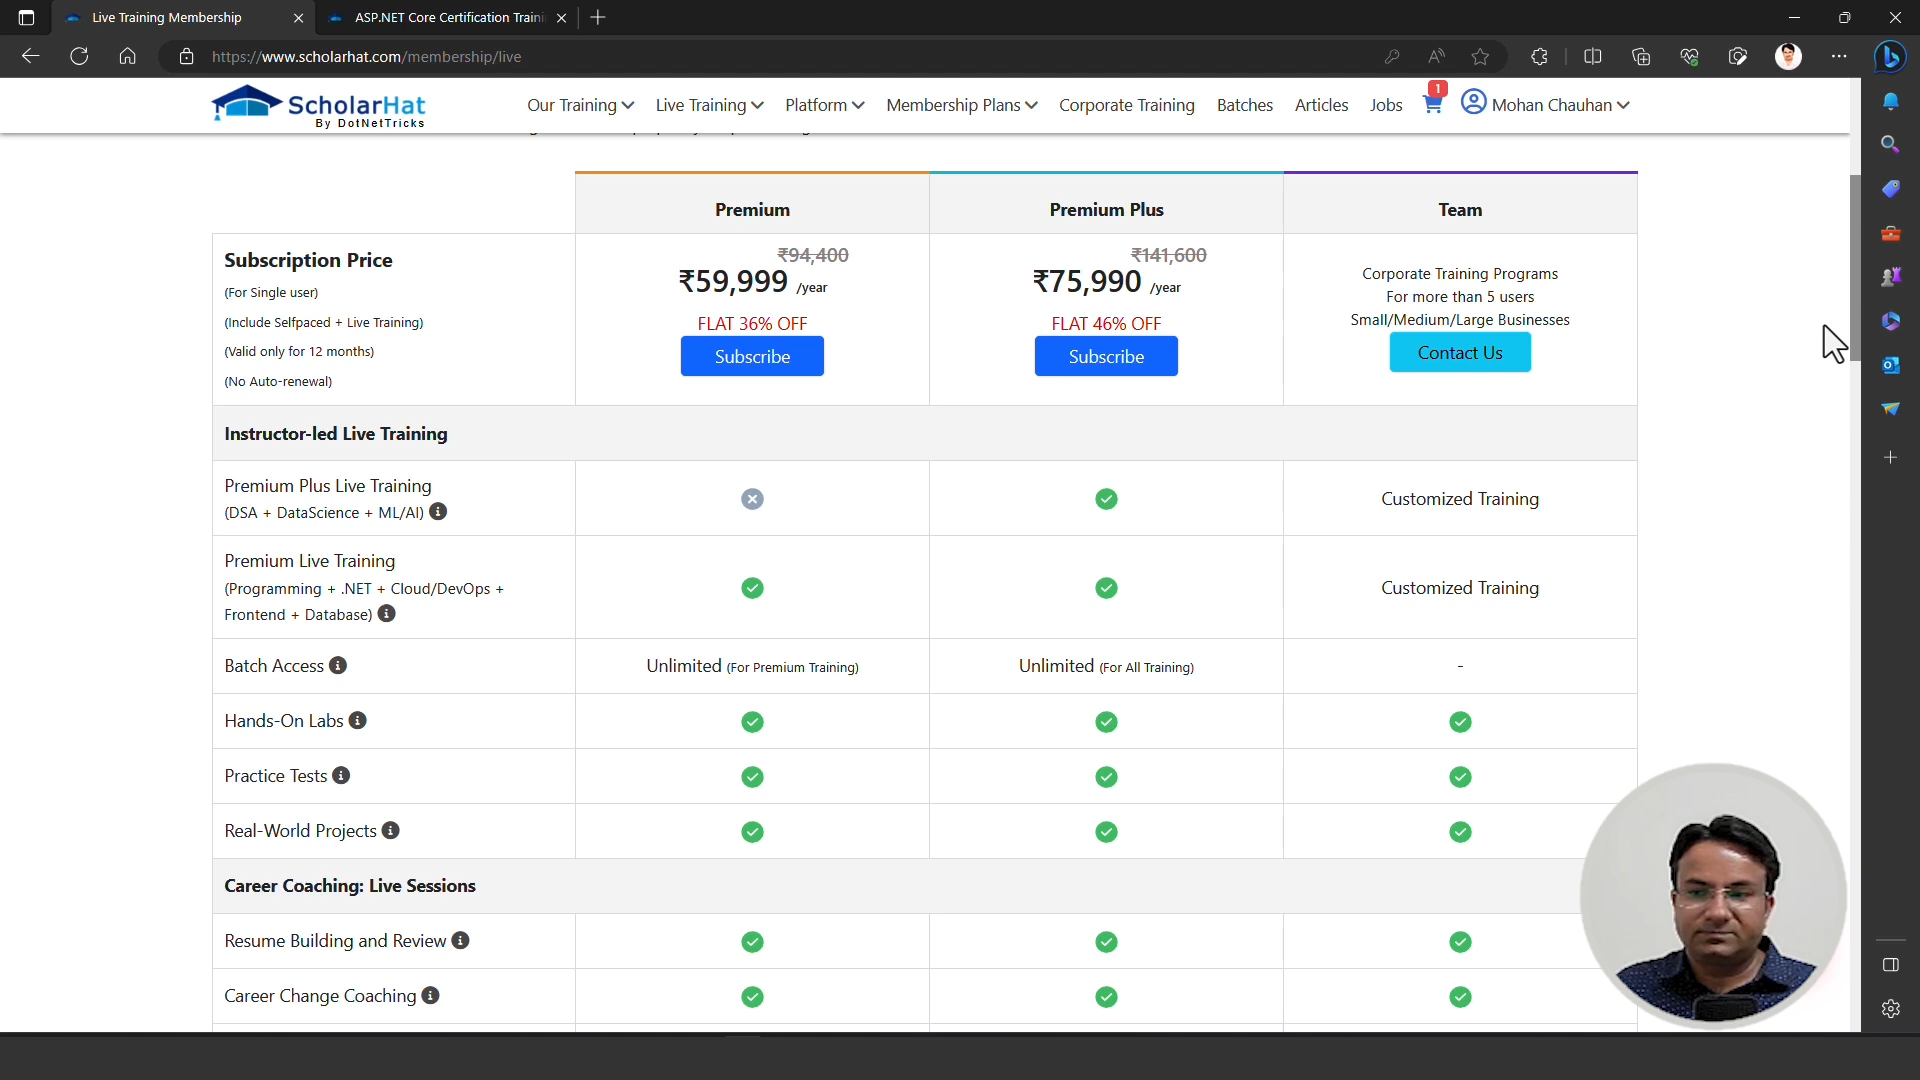 Live Training Membership
ASP.NET Core Certification Traini
https://www.scholarhat.com/membership/live
ScholarHat
By DotNetTricks
Our Training
Live Training
Platform
Membership Plans
Corporate Training
Batches
Articles
Jobs
1
Mohan Chauhan
Premium
Premium Plus
Team
Subscription Price
(For Single user)
(Include Selfpaced + Live Training)
(Valid only for 12 months)
(No Auto-renewal)
₹94,400
₹59,999 /year
FLAT 36% OFF
Subscribe
₹141,600
₹75,990 /year
FLAT 46% OFF
Subscribe
Corporate Training Programs
For more than 5 users
Small/Medium/Large Businesses
Contact Us
Instructor-led Live Training
Premium Plus Live Training
(DSA + DataScience + ML/AI)
Customized Training
Premium Live Training
(Programming + .NET + Cloud/DevOps +
Frontend + Database)
Customized Training
Batch Access
Unlimited (For Premium Training)
Unlimited (For All Training)
-
Hands-On Labs
Practice Tests
Real-World Projects
Career Coaching: Live Sessions
Resume Building and Review
Career Change Coaching